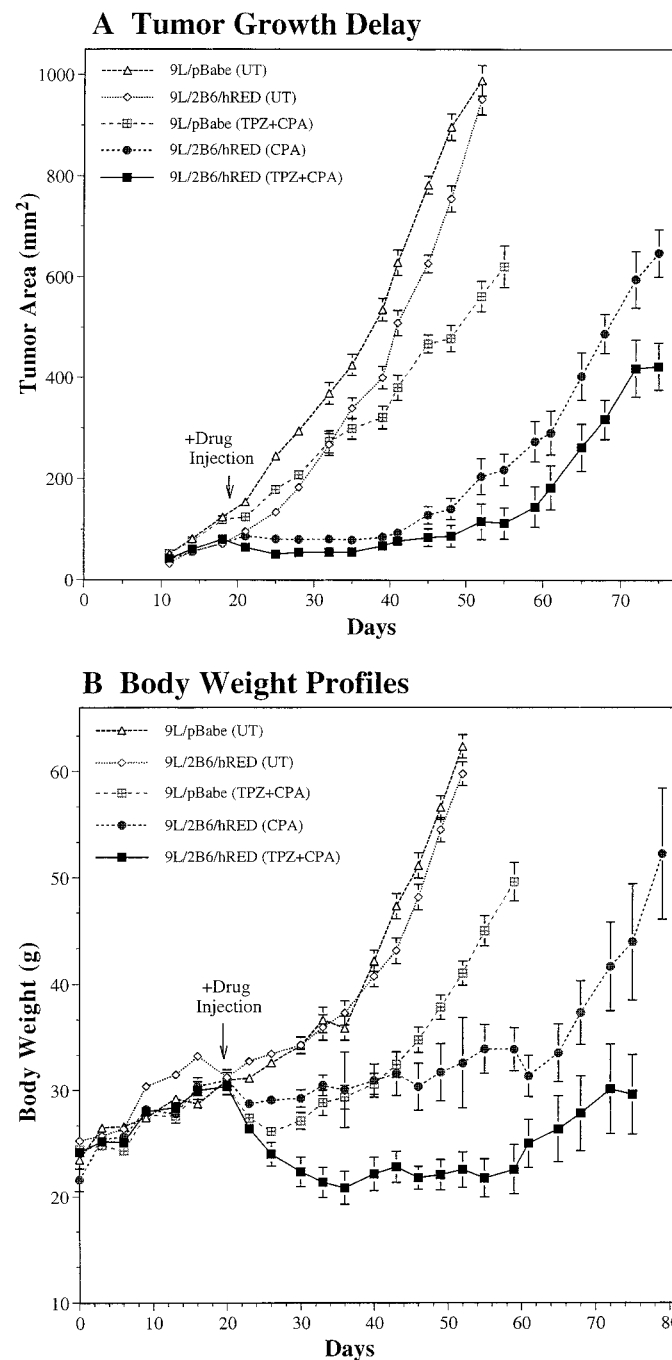 A Tumor Growth Delay
1000
800
600
400
200
0
Tumor Area (mm²)
9L/pBabe (UT)
9L/2B6/hRED (UT)
9L/pBabe (TPZ+CPA)
9L/2B6/hRED (CPA)
9L/2B6/hRED (TPZ+CPA)
+Drug
Injection
0 10 20 30 40 50 60 70
Days
B Body Weight Profiles
60
50
40
30
20
10
Body Weight (g)
9L/pBabe (UT)
9L/2B6/hRED (UT)
9L/pBabe (TPZ+CPA)
9L/2B6/hRED (CPA)
9L/2B6/hRED (TPZ+CPA)
+Drug
Injection
0 10 20 30 40 50 60 70 80
Days